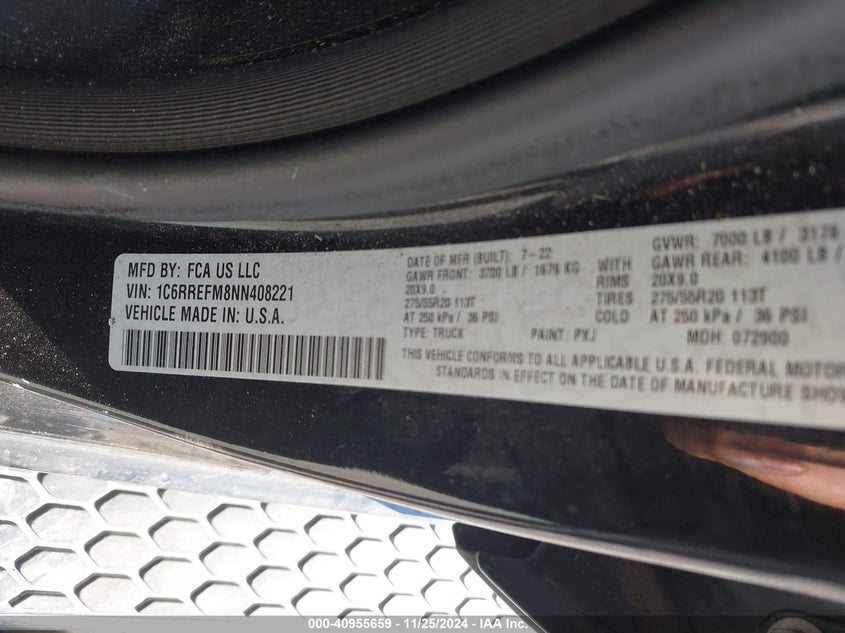 MFD BY: FCA US LLC
VIN: 1C6RREFM8NN408221
VEHICLE MADE IN: U.S.A.
DATE OF MFR (BUILT): 7-22
GAWR FRONT: 3700 LB / 1679 KG
20X9.0
275/55R20 113T
AT 250 kPa / 36 PSI
TYPE: TRUCK PAINT: PXJ
WITH
RIMS
TIRES
COLD
GVWR: 7000 LB / 3176
GAWR REAR: 4100 LB /
20X9.0
275/55R20 113T
AT 250 kPa / 36 PSI
MDH: 072900
THIS VEHICLE CONFORMS TO ALL APPLICABLE U.S.A. FEDERAL MOTOR
STANDARDS IN EFFECT ON THE DATE OF MANUFACTURE SHOW
000-40955659 - 11/25/2024 - IAA Inc.